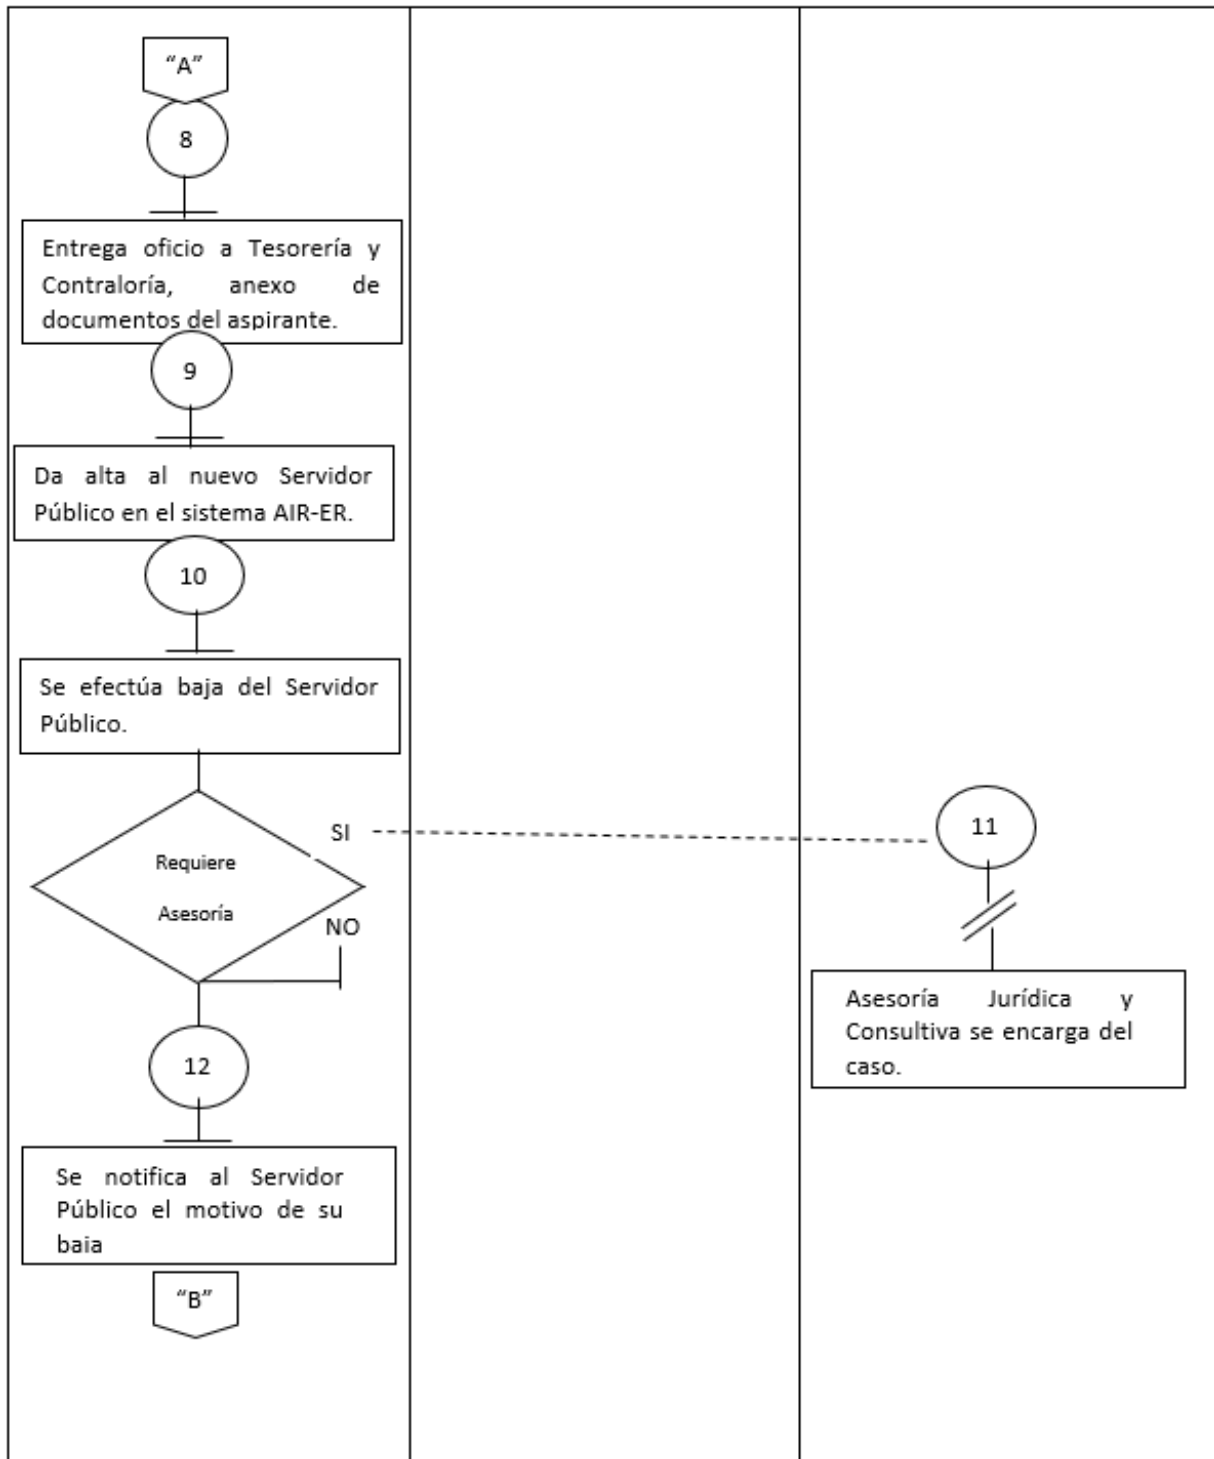 “A”
8
Entrega oficio a Tesorería y
Contraloría, anexo de
documentos del aspirante.
9
Da alta al nuevo Servidor
Público en el sistema AIR-ER.
10
Se efectúa baja del Servidor
Público.
SI
11
Requiere
Asesoría
NO
Asesoría Jurídica y
Consultiva se encarga del
caso.
12
Se notifica al Servidor
Público el motivo de su
baja
“B”